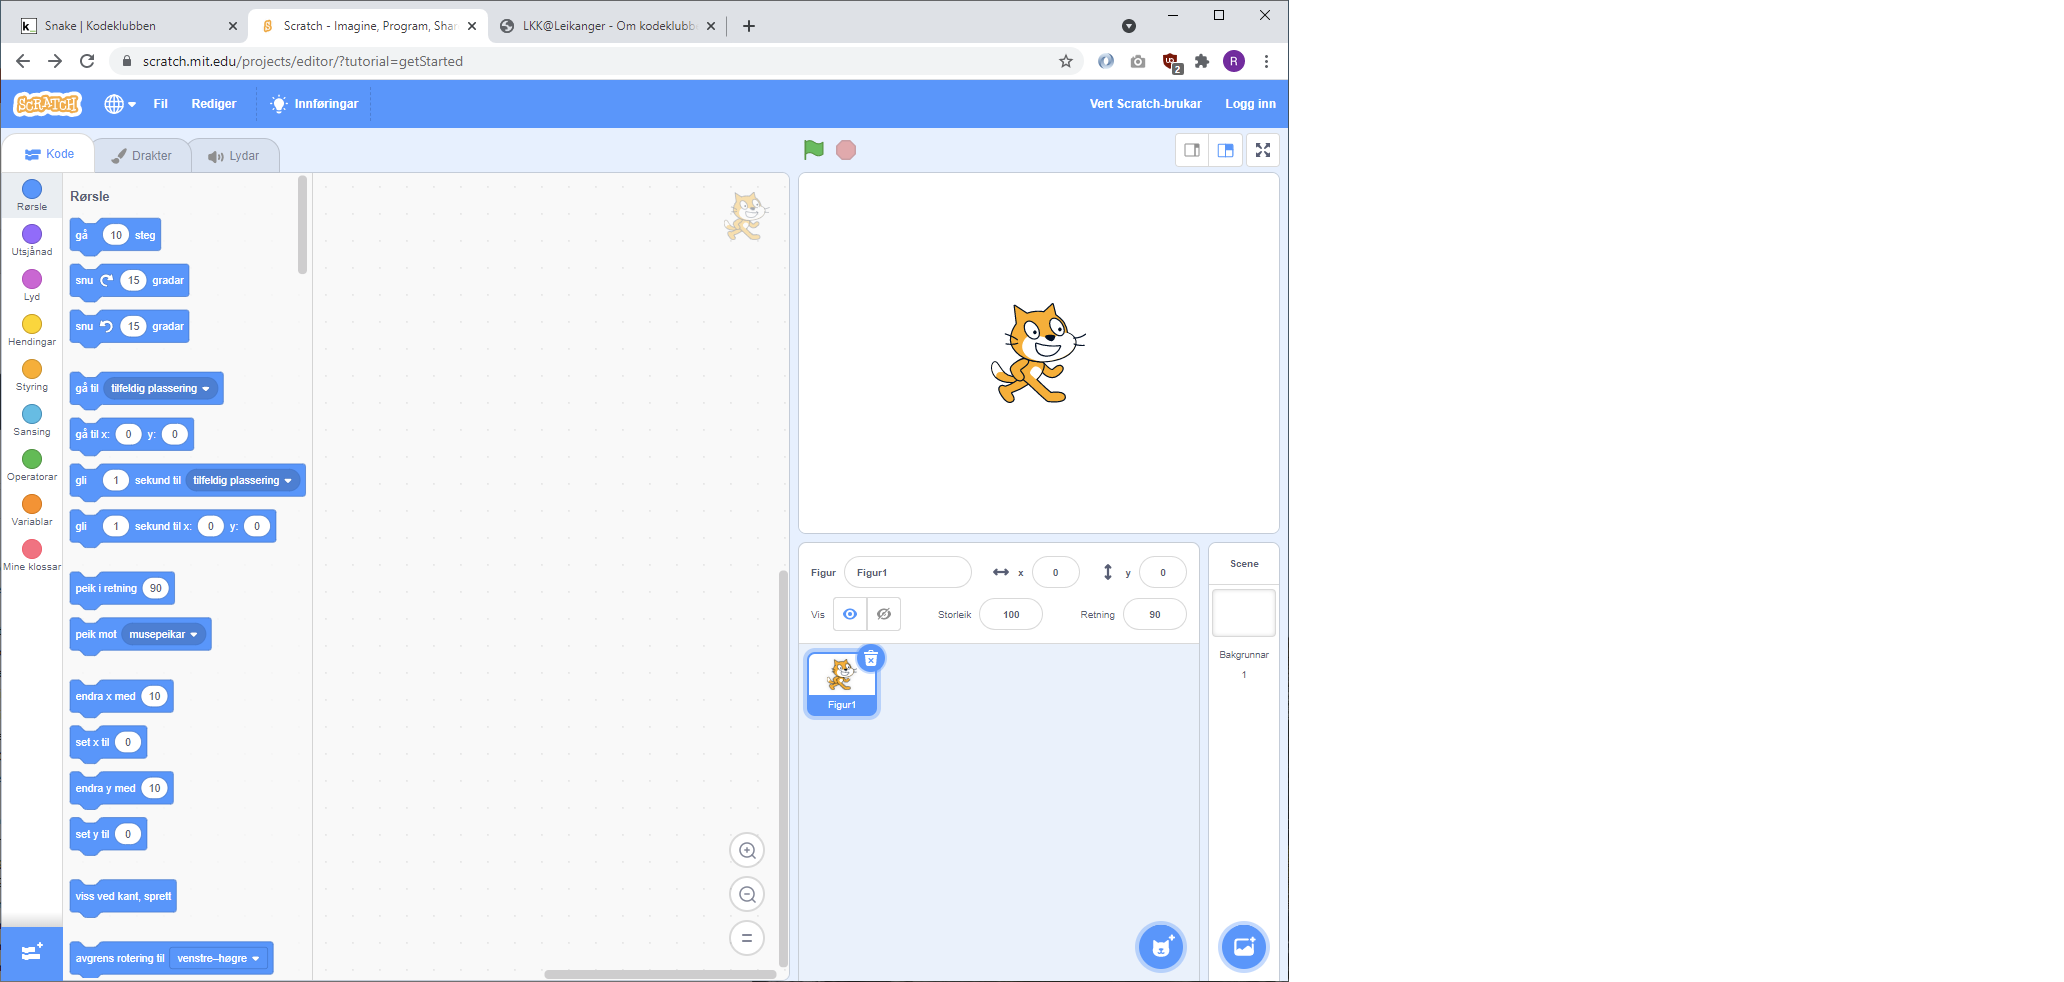 k_ Snake | Kodeklubben
Scratch - Imagine, Program, Shar
LKK@Leikanger - Om kodeklubb
scratch.mit.edu/projects/editor/?tutorial=getStarted
2
R
SCRATCH
Fil
Rediger
Innføringar
Vert Scratch-brukar
Logg inn
Kode
Drakter
Lydar
Rørsle
Utsjånad
Lyd
Hendingar
Styring
Sansing
Operatorar
Variablar
Mine klossar
Rørsle
gå 10 steg
snu 15 gradar
snu 15 gradar
gå til tilfeldig plassering
gå til x: 0 y: 0
gli 1 sekund til tilfeldig plassering
gli 1 sekund til x: 0 y: 0
peik i retning 90
peik mot musepeikar
endra x med 10
set x til 0
endra y med 10
set y til 0
viss ved kant, sprett
avgrens rotering til venstre–høgre
Figur Figur1 x 0 y 0
Vis Storleik 100 Retning 90
Figur1
Scene
Bakgrunnar
1